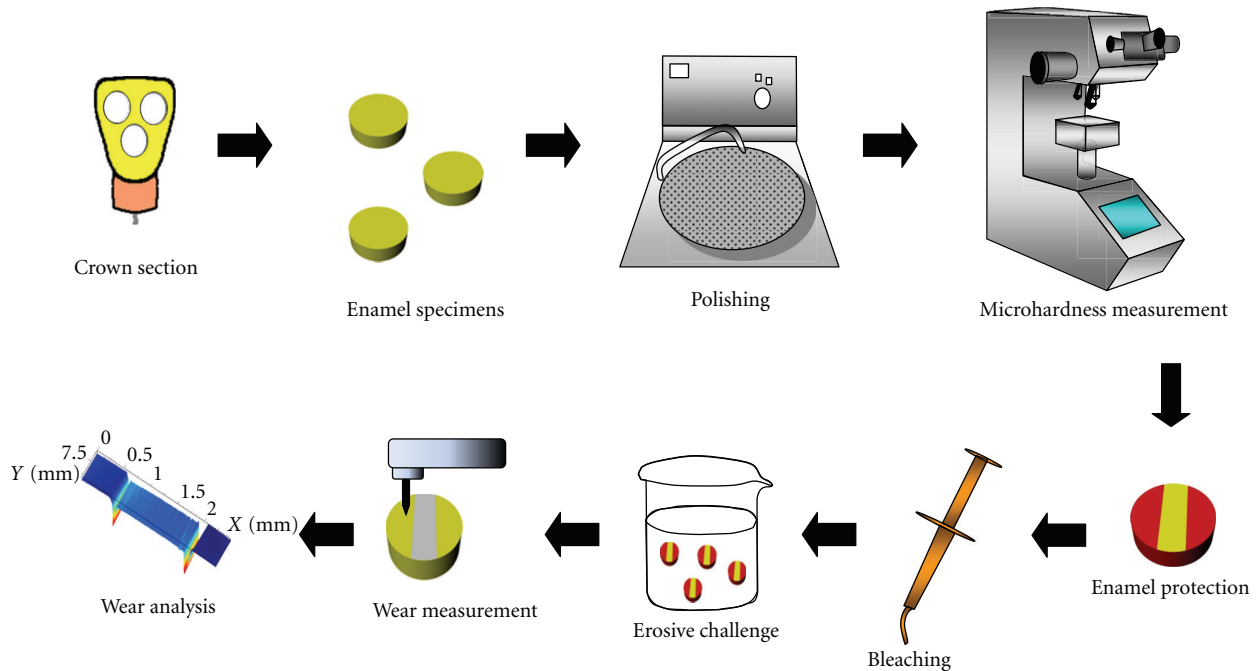 Crown section
Enamel specimens
Polishing
Microhardness measurement
Enamel protection
Bleaching
Erosive challenge
Wear measurement
0
7.5
0.5
Y (mm)
1
1.5
2
X (mm)
Wear analysis